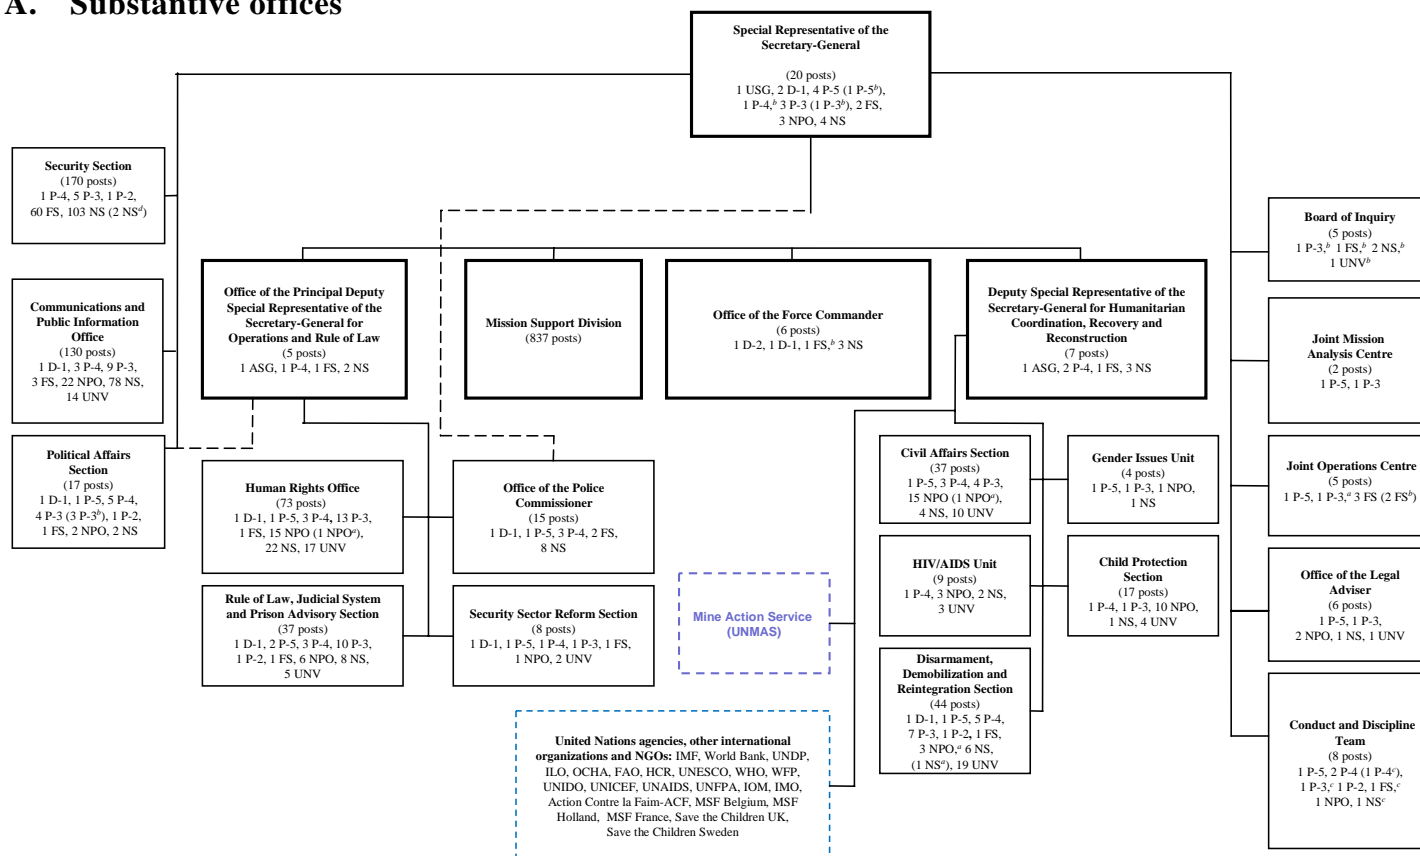 A. Substantive offices
Special Representative of the
Secretary-General
(20 posts)
1 USG, 2 D-1, 4 P-5 (1 P-5ᵇ),
1 P-4,ᵇ 3 P-3 (1 P-3ᵇ), 2 FS,
3 NPO, 4 NS
Security Section
(170 posts)
1 P-4, 5 P-3, 1 P-2,
60 FS, 103 NS (2 NSᵈ)
Communications and
Public Information
Office
(130 posts)
1 D-1, 3 P-4, 9 P-3,
3 FS, 22 NPO, 78 NS,
14 UNV
Political Affairs
Section
(17 posts)
1 D-1, 1 P-5, 5 P-4,
4 P-3 (3 P-3ᵇ), 1 P-2,
1 FS, 2 NPO, 2 NS
Office of the Principal Deputy
Special Representative of the
Secretary-General for
Operations and Rule of Law
(5 posts)
1 ASG, 1 P-4, 1 FS, 2 NS
Mission Support Division
(837 posts)
Office of the Force Commander
(6 posts)
1 D-2, 1 D-1, 1 FS,ᵇ 3 NS
Deputy Special Representative of the
Secretary-General for Humanitarian
Coordination, Recovery and
Reconstruction
(7 posts)
1 ASG, 2 P-4, 1 FS, 3 NS
Human Rights Office
(73 posts)
1 D-1, 1 P-5, 3 P-4, 13 P-3,
1 FS, 15 NPO (1 NPOᵃ),
22 NS, 17 UNV
Office of the Police
Commissioner
(15 posts)
1 D-1, 1 P-5, 3 P-4, 2 FS,
8 NS
Rule of Law, Judicial System
and Prison Advisory Section
(37 posts)
1 D-1, 2 P-5, 3 P-4, 10 P-3,
1 P-2, 1 FS, 6 NPO, 8 NS,
5 UNV
Security Sector Reform Section
(8 posts)
1 D-1, 1 P-5, 1 P-4, 1 P-3, 1 FS,
1 NPO, 2 UNV
Mine Action Service
(UNMAS)
United Nations agencies, other international
organizations and NGOs: IMF, World Bank, UNDP,
ILO, OCHA, FAO, HCR, UNESCO, WHO, WFP,
UNIDO, UNICEF, UNAIDS, UNFPA, IOM, IMO,
Action Contre la Faim-ACF, MSF Belgium, MSF
Holland, MSF France, Save the Children UK,
Save the Children Sweden
Civil Affairs Section
(37 posts)
1 P-5, 3 P-4, 4 P-3,
15 NPO (1 NPOᵃ),
4 NS, 10 UNV
Gender Issues Unit
(4 posts)
1 P-5, 1 P-3, 1 NPO,
1 NS
HIV/AIDS Unit
(9 posts)
1 P-4, 3 NPO, 2 NS,
3 UNV
Child Protection
Section
(17 posts)
1 P-4, 1 P-3, 10 NPO,
1 NS, 4 UNV
Disarmament,
Demobilization and
Reintegration Section
(44 posts)
1 D-1, 1 P-5, 5 P-4,
7 P-3, 1 P-2, 1 FS,
3 NPO,ᵃ 6 NS,
(1 NSᵃ), 19 UNV
Board of Inquiry
(5 posts)
1 P-3,ᵇ 1 FS,ᵇ 2 NS,ᵇ
1 UNVᵇ
Joint Mission
Analysis Centre
(2 posts)
1 P-5, 1 P-3
Joint Operations Centre
(5 posts)
1 P-5, 1 P-3,ᵃ 3 FS (2 FSᵇ)
Office of the Legal
Adviser
(6 posts)
1 P-5, 1 P-3,
2 NPO, 1 NS, 1 UNV
Conduct and Discipline
Team
(8 posts)
1 P-5, 2 P-4 (1 P-4ᶜ),
1 P-3,ᶜ 1 P-2, 1 FS,ᶜ
1 NPO, 1 NSᶜ